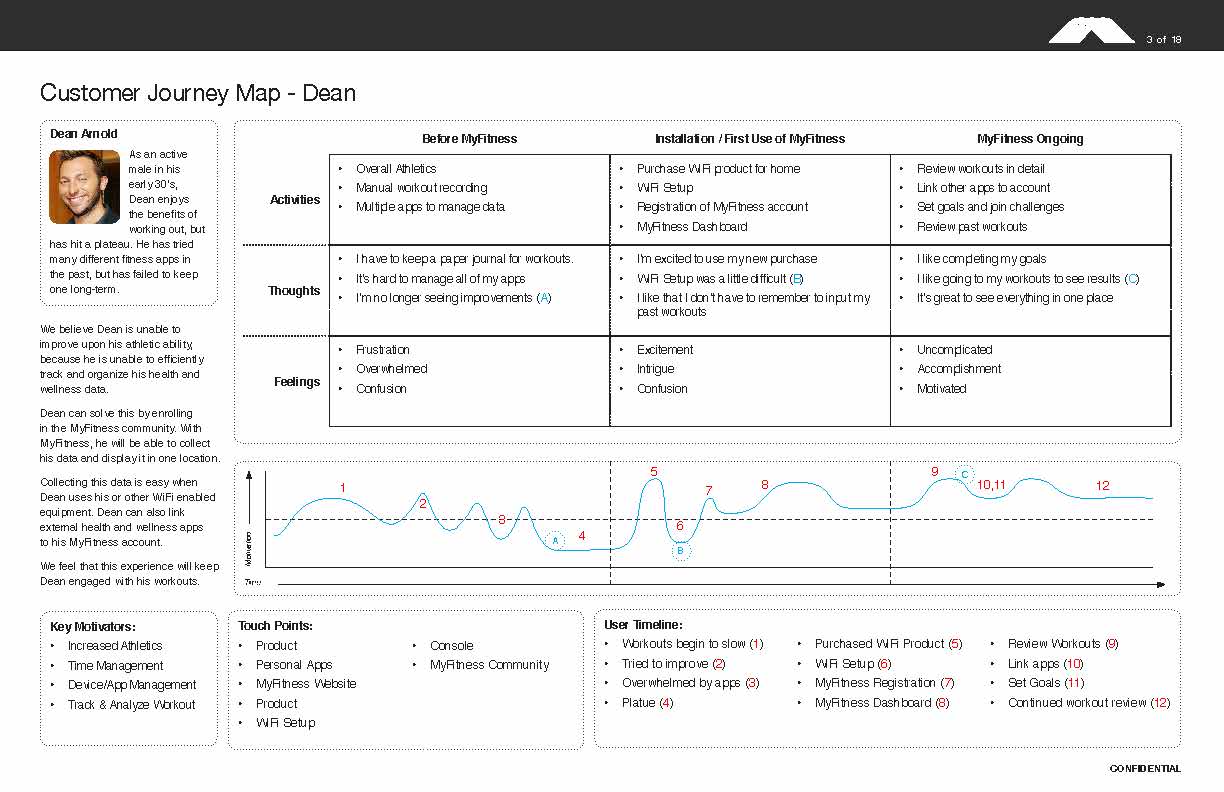 3 of 19
Customer Journey Map - Dean
Dean Arnold
As an active
male in his
early 30's,
Dean enjoys
the benefits of
working out, but
has hit a plateau. He has tried
many different fitness apps in
the past, but has failed to keep
one long-term.
We believe Dean is unable to
improve upon his athletic ability,
because he is unable to efficiently
track and organize his health and
wellness data.
Dean can solve this by enrolling
in the MyFitness community. With
MyFitness, he will be able to collect
his data and display it in one location.
Collecting this data is easy when
Dean uses his or other WiFi enabled
equipment. Dean can also link
external health and wellness apps
to his MyFitness account.
We feel that this experience will keep
Dean engaged with his workouts.
Before MyFitness
Installation / First Use of MyFitness
MyFitness Ongoing
Activities
• Overall Athletics
• Manual workout recording
• Multiple apps to manage data
• Purchase WiFi product for home
• WiFi Setup
• Registration of MyFitness account
• MyFitness Dashboard
• Review workouts in detail
• Link other apps to account
• Set goals and join challenges
• Review past workouts
Thoughts
• I have to keep a paper journal for workouts.
• It's hard to manage all of my apps
• I'm no longer seeing improvements (A)
• I'm excited to use my new purchase
• WiFi Setup was a little difficult (B)
• I like that I don't have to remember to input my
past workouts
• I like completing my goals
• I like going to my workouts to see results (C)
• It's great to see everything in one place
Feelings
• Frustration
• Overwhelmed
• Confusion
• Excitement
• Intrigue
• Confusion
• Uncomplicated
• Accomplishment
• Motivated
1
2
3
A
4
5
6
B
7
8
9
C
10,11
12
Motivation
Time
Key Motivators:
• Increased Athletics
• Time Management
• Device/App Management
• Track & Analyze Workout
Touch Points:
• Product
• Personal Apps
• MyFitness Website
• Product
• WiFi Setup
• Console
• MyFitness Community
User Timeline:
• Workouts begin to slow (1)
• Tried to improve (2)
• Overwhelmed by apps (3)
• Platue (4)
• Purchased WiFi Product (5)
• WiFi Setup (6)
• MyFitness Registration (7)
• MyFitness Dashboard (8)
• Review Workouts (9)
• Link apps (10)
• Set Goals (11)
• Continued workout review (12)
CONFIDENTIAL